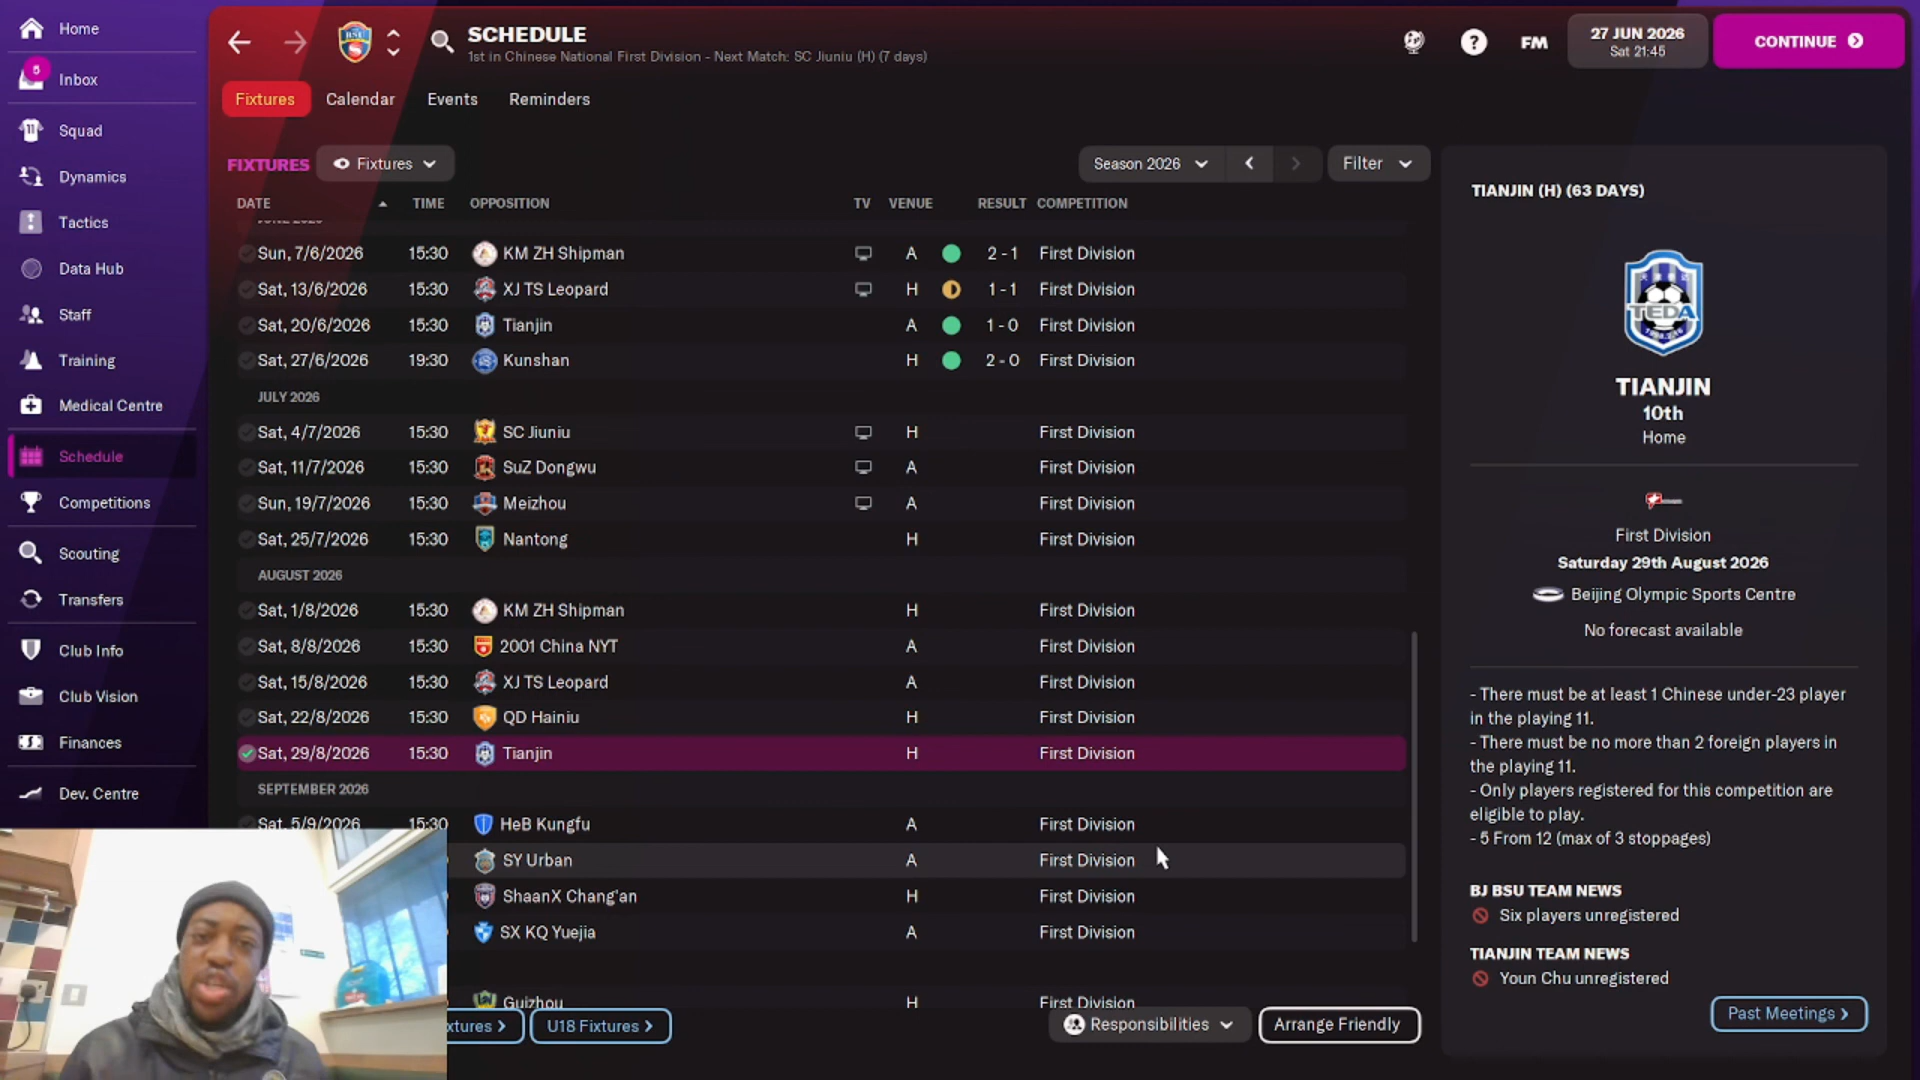 Home
5
Inbox
Squad
Dynamics
Tactics
Data Hub
Staff
Training
Medical Centre
Schedule
Competitions
Scouting
Transfers
Club Info
Club Vision
Finances
Dev. Centre
SCHEDULE
1st in Chinese National First Division - Next Match: SC Jiuniu (H) (7 days)
FM
27 JUN 2026
Sat 21:45
CONTINUE
Fixtures Calendar Events Reminders
FIXTURES Fixtures
Season 2026 Filter
DATE TIME OPPOSITION TV VENUE RESULT COMPETITION
JUNE 2026
Sun, 7/6/2026 15:30 KM ZH Shipman A 2 - 1 First Division
Sat, 13/6/2026 15:30 XJ TS Leopard H 1 - 1 First Division
Sat, 20/6/2026 15:30 Tianjin A 1 - 0 First Division
Sat, 27/6/2026 19:30 Kunshan H 2 - 0 First Division
JULY 2026
Sat, 4/7/2026 15:30 SC Jiuniu H First Division
Sat, 11/7/2026 15:30 SuZ Dongwu A First Division
Sun, 19/7/2026 15:30 Meizhou A First Division
Sat, 25/7/2026 15:30 Nantong H First Division
AUGUST 2026
Sat, 1/8/2026 15:30 KM ZH Shipman H First Division
Sat, 8/8/2026 15:30 2001 China NYT A First Division
Sat, 15/8/2026 15:30 XJ TS Leopard A First Division
Sat, 22/8/2026 15:30 QD Hainiu H First Division
Sat, 29/8/2026 15:30 Tianjin H First Division
SEPTEMBER 2026
Sat, 5/9/2026 15:30 HeB Kungfu A First Division
SY Urban A First Division
ShaanX Chang'an H First Division
SX KQ Yuejia A First Division
Guizhou H First Division
xtures U18 Fixtures Responsibilities Arrange Friendly
TIANJIN (H) (63 DAYS)
TEDA
TIANJIN
10th
Home
First Division
Saturday 29th August 2026
Beijing Olympic Sports Centre
No forecast available
- There must be at least 1 Chinese under-23 player
in the playing 11.
- There must be no more than 2 foreign players in
the playing 11.
- Only players registered for this competition are
eligible to play.
- 5 From 12 (max of 3 stoppages)
BJ BSU TEAM NEWS
Six players unregistered
TIANJIN TEAM NEWS
Youn Chu unregistered
Past Meetings